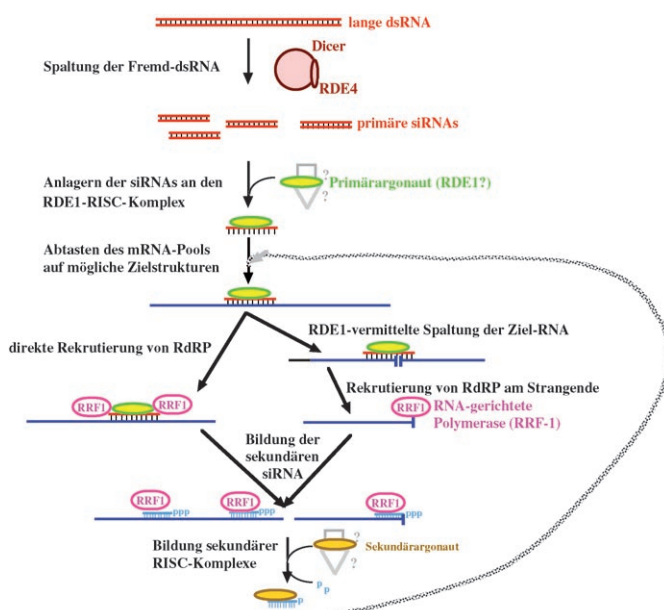 lange dsRNA
Dicer
Spaltung der Fremd-dsRNA
RDE4
primäre siRNAs
?
Anlagern der siRNAs an den
RDE1-RISC-Komplex
Primärargonaut (RDE1?)
?
Abtasten des mRNA-Pools
auf mögliche Zielstrukturen
RDE1-vermittelte Spaltung der Ziel-RNA
direkte Rekrutierung von RdRP
Rekrutierung von RdRP am Strangende
RRF1 RRF1
RRF1 RNA-gerichtete
Polymerase (RRF-1)
Bildung der
sekundären
siRNA
RRF1 RRF1 RRF1
ppp ppp ppp
Bildung sekundärer
RISC-Komplexe
?
Sekundärargonaut
?
p p
p